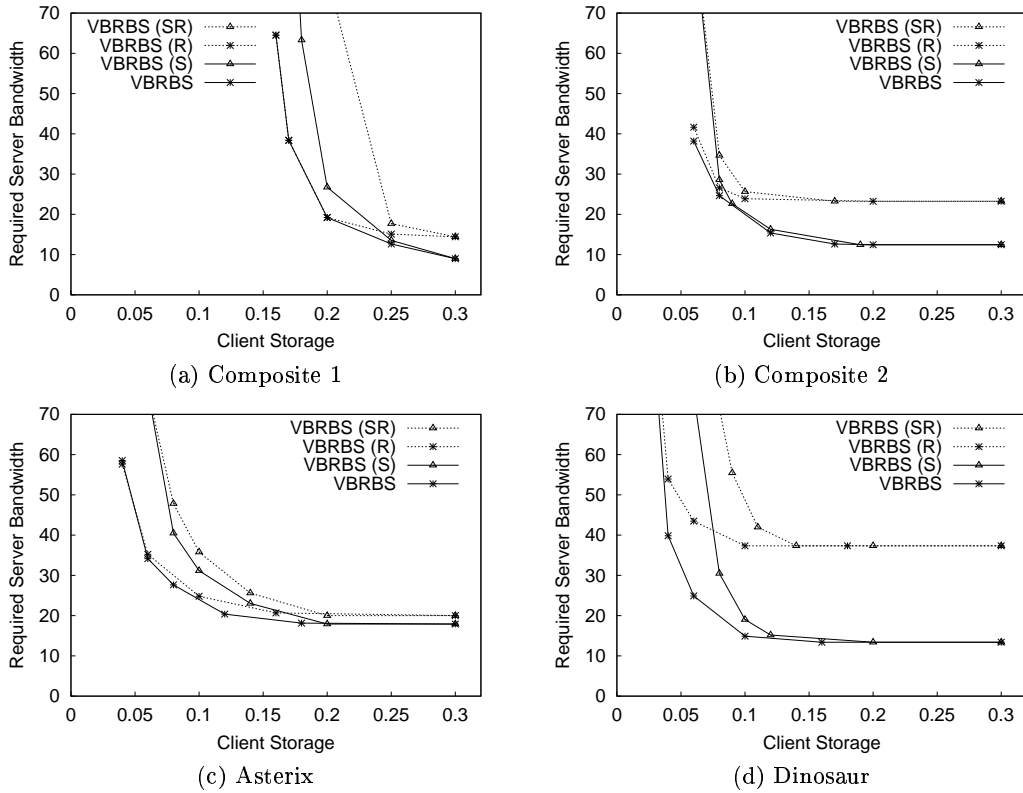 70
60
50
40
30
20
10
0
Required Server Bandwidth
VBRBS (SR)
VBRBS (R)
VBRBS (S)
VBRBS
0 0.05 0.1 0.15 0.2 0.25 0.3
Client Storage
(a) Composite 1
70
60
50
40
30
20
10
0
Required Server Bandwidth
VBRBS (SR)
VBRBS (R)
VBRBS (S)
VBRBS
0 0.05 0.1 0.15 0.2 0.25 0.3
Client Storage
(b) Composite 2
70
60
50
40
30
20
10
0
Required Server Bandwidth
VBRBS (SR)
VBRBS (R)
VBRBS (S)
VBRBS
0 0.05 0.1 0.15 0.2 0.25 0.3
Client Storage
(c) Asterix
70
60
50
40
30
20
10
0
Required Server Bandwidth
VBRBS (SR)
VBRBS (R)
VBRBS (S)
VBRBS
0 0.05 0.1 0.15 0.2 0.25 0.3
Client Storage
(d) Dinosaur